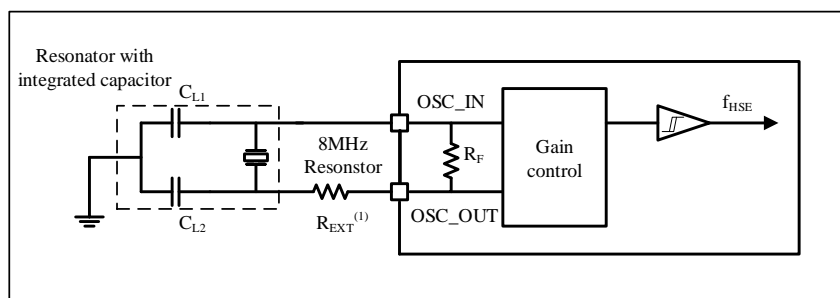 Resonator with
integrated capacitor
CL1
OSC_IN
fHSE
8MHz
Resonstor
RF
Gain
control
CL2
REXT(1)
OSC_OUT